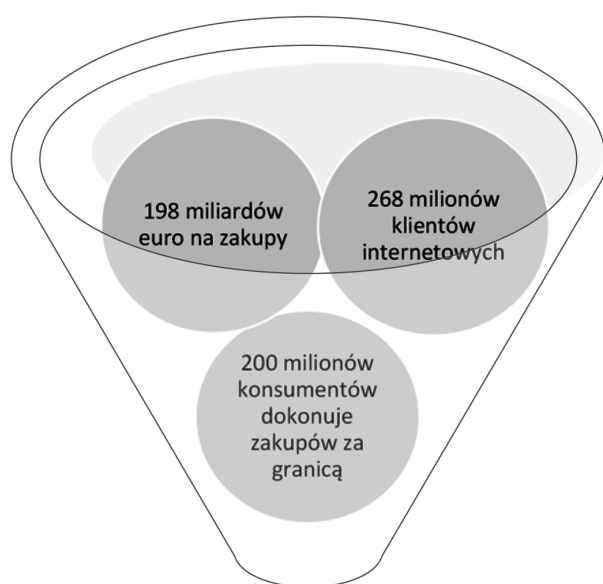 198 miliardów
euro na zakupy
268 milionów
klientów
internetowych
200 milionów
konsumentów
dokonuje
zakupów za
granicą